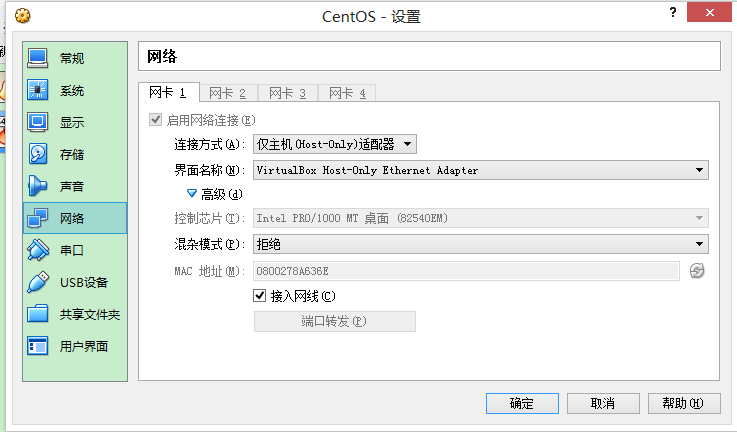 CentOS - 设置
?
常规
系统
显示
存储
声音
网络
串口
USB设备
共享文件夹
用户界面
网络
网卡 1
网卡 2
网卡 3
网卡 4
启用网络连接(E)
连接方式(A): 仅主机(Host-Only)适配器
界面名称(N): VirtualBox Host-Only Ethernet Adapter
高级(d)
控制芯片(T): Intel PRO/1000 MT 桌面 (82540EM)
混杂模式(P): 拒绝
MAC 地址(M): 0800278A636E
接入网线(C)
端口转发(P)
确定
取消
帮助(H)